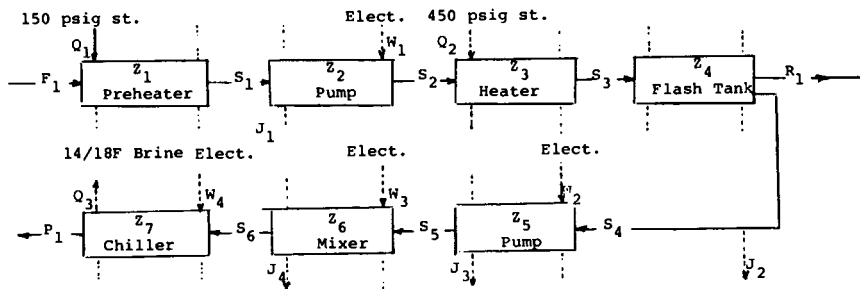 150 psig st. Elect. 450 psig st.
Q1 W1 Q2
F1 Z1 Preheater S1 Z2 Pump S2 Z3 Heater S3 Z4 Flash Tank R1
J1
14/18F Brine Elect. Elect. Elect.
Q3 W4 W3 W2
P1 Z7 Chiller S6 Z6 Mixer S5 Z5 Pump S4
J4 J3 J2